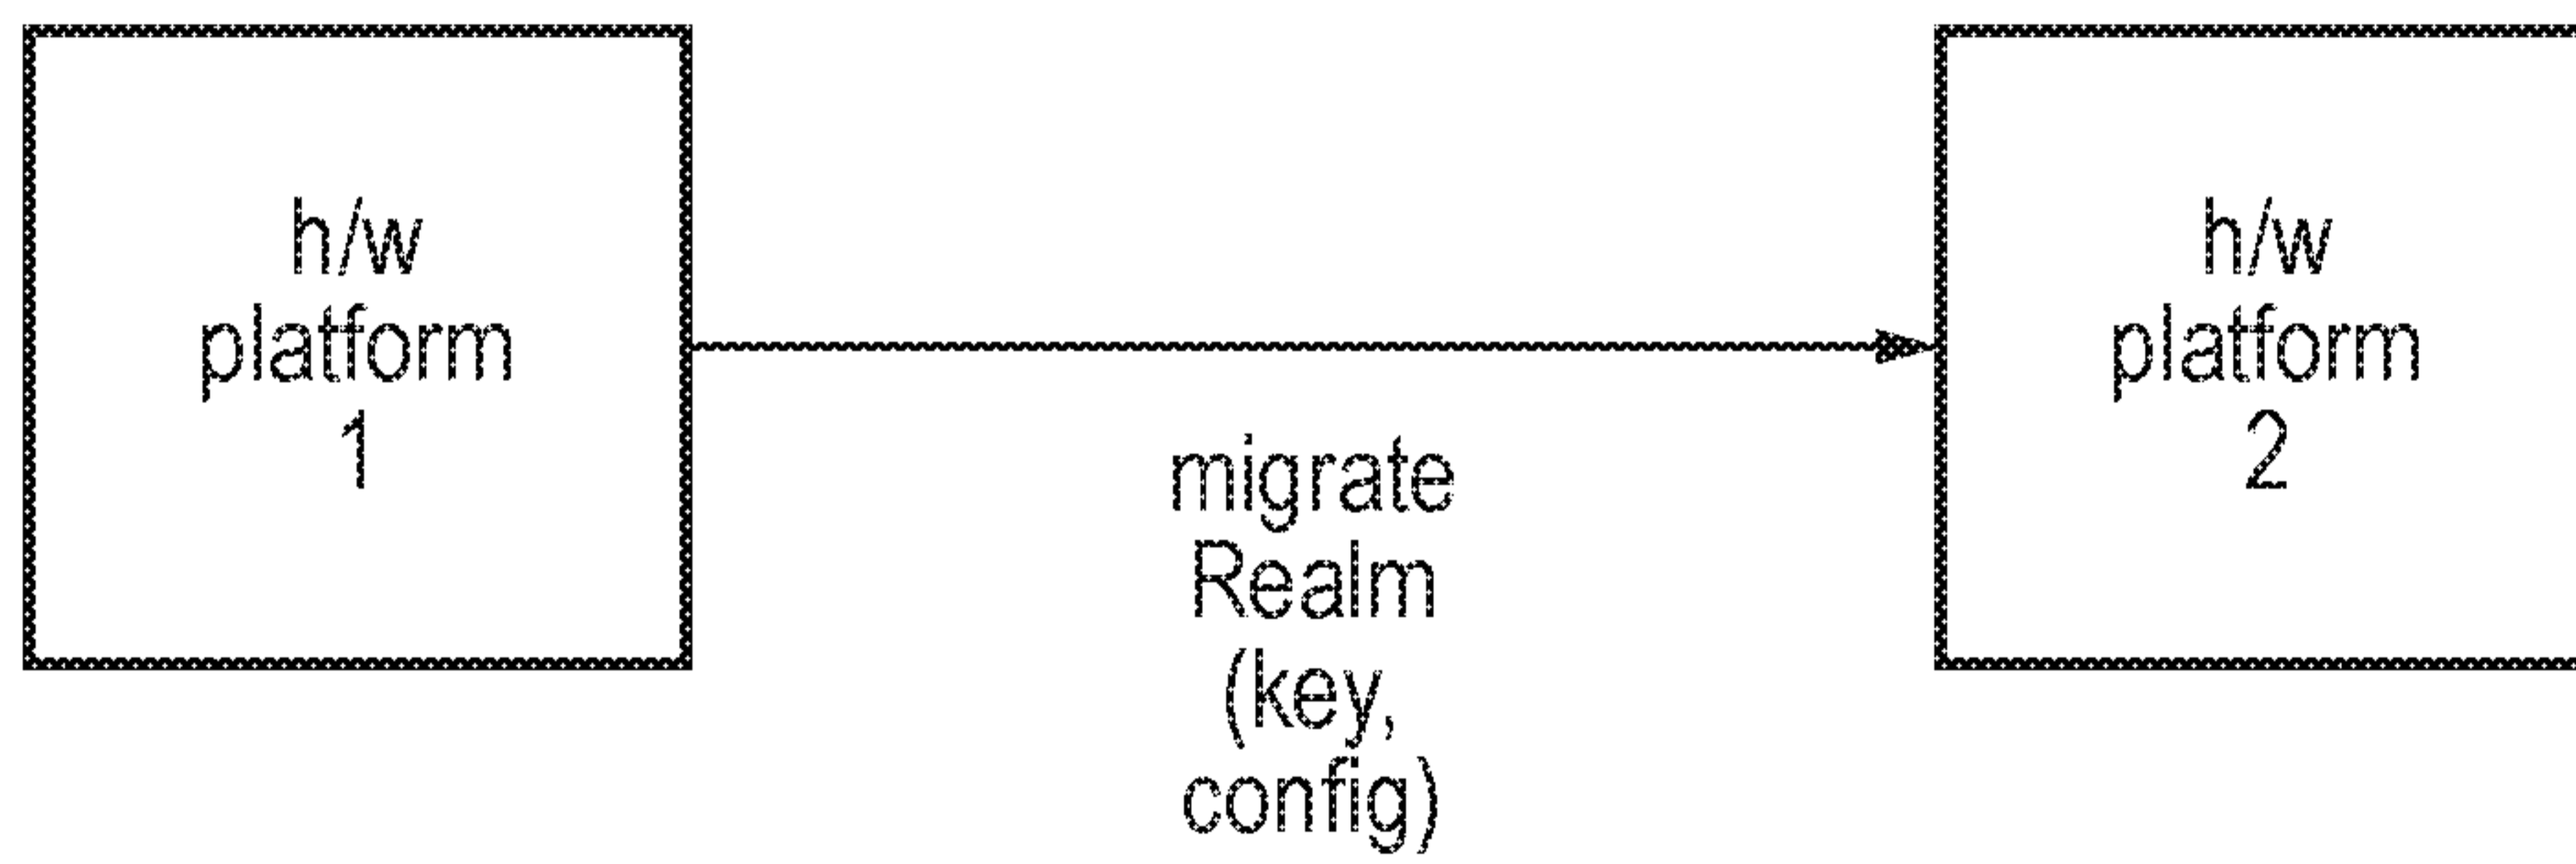 h/w
platform
1
migrate
Realm
(key,
config)
h/w
platform
2